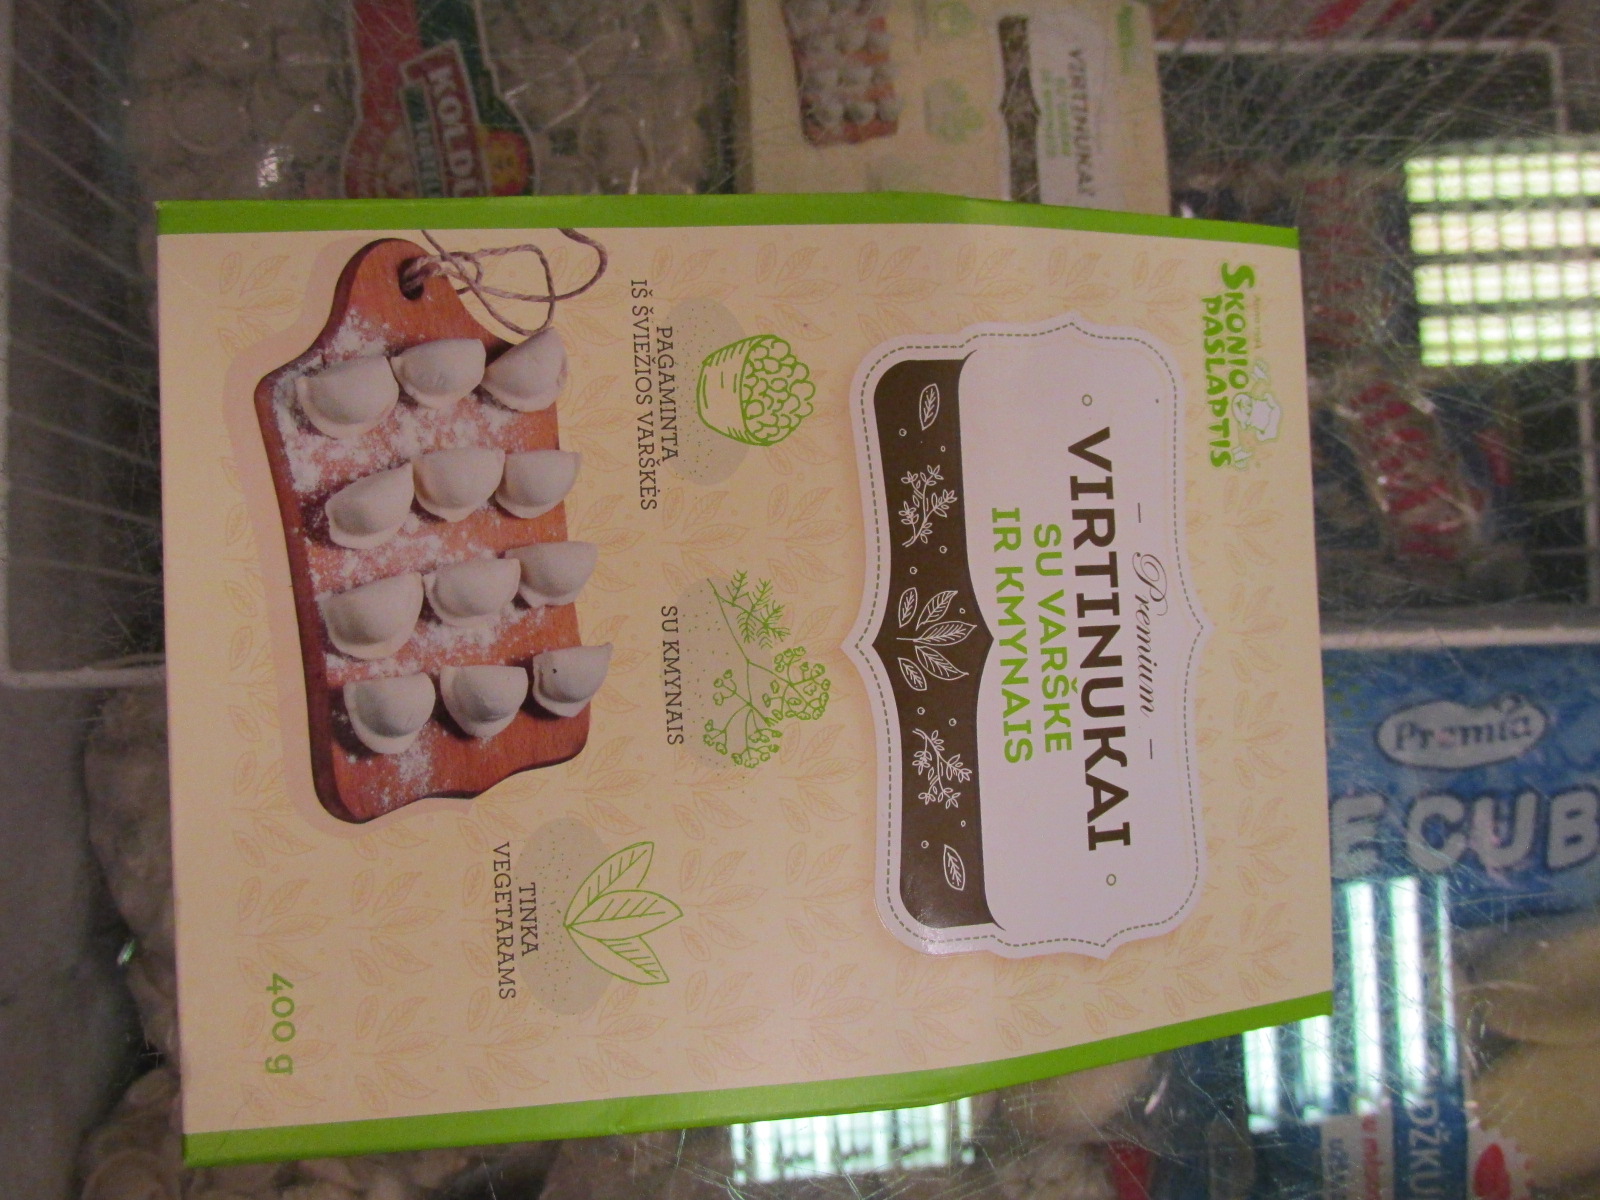 SKONIO
PASLAPTIS
Premium
VIRTINUKAI
SU VARŠKE
IR KMYNAIS
PAGAMINTA
IŠ ŠVIEŽIOS VARŠKĖS
SU KMYNAIS
TINKA
VEGETARAMS
400 g
VIRTINUKAI
Premia
E CUB